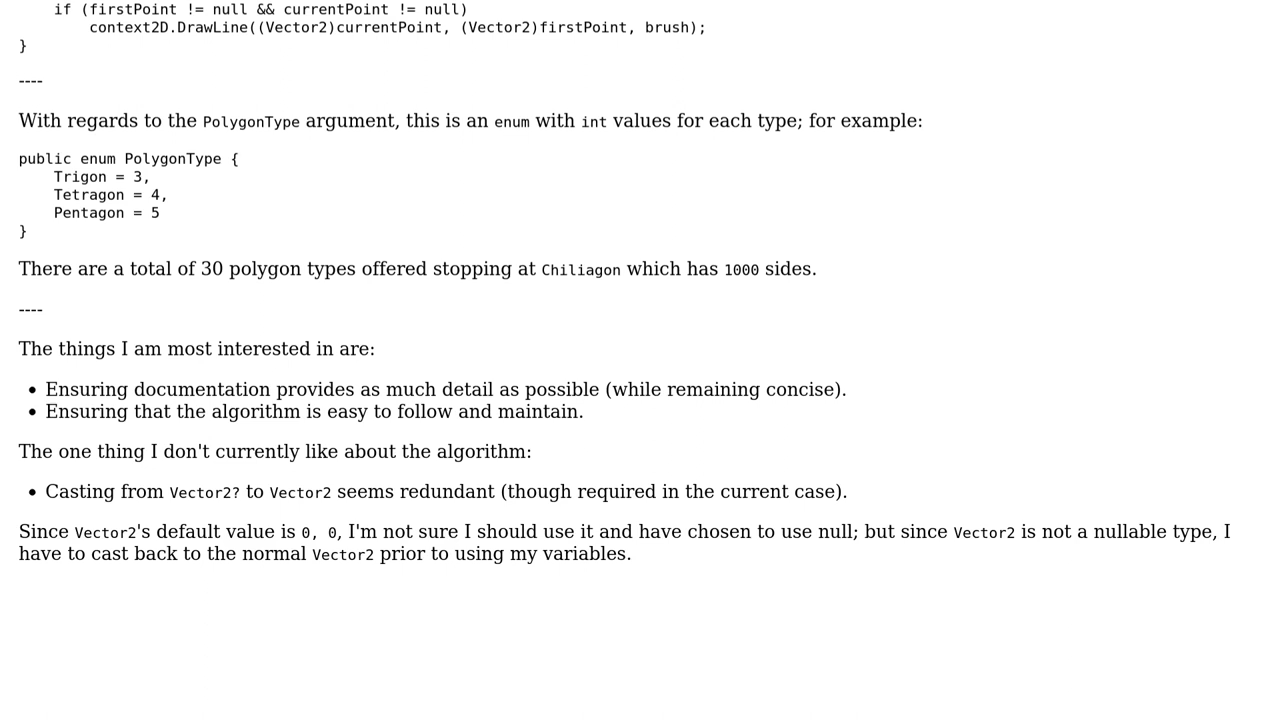 if (firstPoint != null && currentPoint != null)
context2D.DrawLine((Vector2)currentPoint, (Vector2)firstPoint, brush);
}
----
With regards to the PolygonType argument, this is an enum with int values for each type; for example:
public enum PolygonType {
Trigon = 3,
Tetragon = 4,
Pentagon = 5
}
There are a total of 30 polygon types offered stopping at Chiliagon which has 1000 sides.
----
The things I am most interested in are:
• Ensuring documentation provides as much detail as possible (while remaining concise).
• Ensuring that the algorithm is easy to follow and maintain.
The one thing I don't currently like about the algorithm:
• Casting from Vector2? to Vector2 seems redundant (though required in the current case).
Since Vector2's default value is 0, 0, I'm not sure I should use it and have chosen to use null; but since Vector2 is not a nullable type, I
have to cast back to the normal Vector2 prior to using my variables.